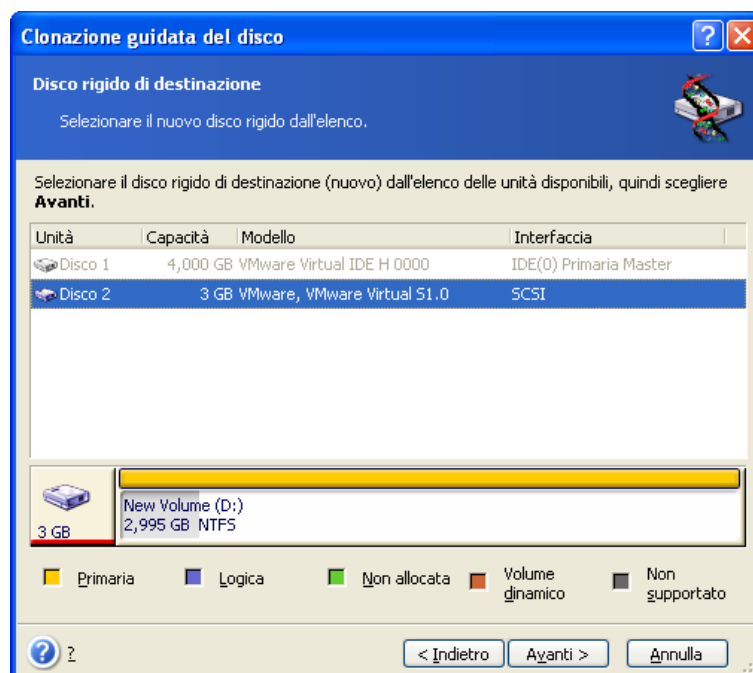 Clonazione guidata del disco
Disco rigido di destinazione
Selezionare il nuovo disco rigido dall'elenco.
Selezionare il disco rigido di destinazione (nuovo) dall'elenco delle unità disponibili, quindi scegliere
Avanti.
Unità Capacità Modello Interfaccia
Disco 1 4,000 GB VMware Virtual IDE H 0000 IDE(0) Primaria Master
Disco 2 3 GB VMware, VMware Virtual S1.0 SCSI
New Volume (D:)
3 GB 2,995 GB NTFS
Primaria Logica Non allocata Volume dinamico Non supportato
? < Indietro Avanti > Annulla